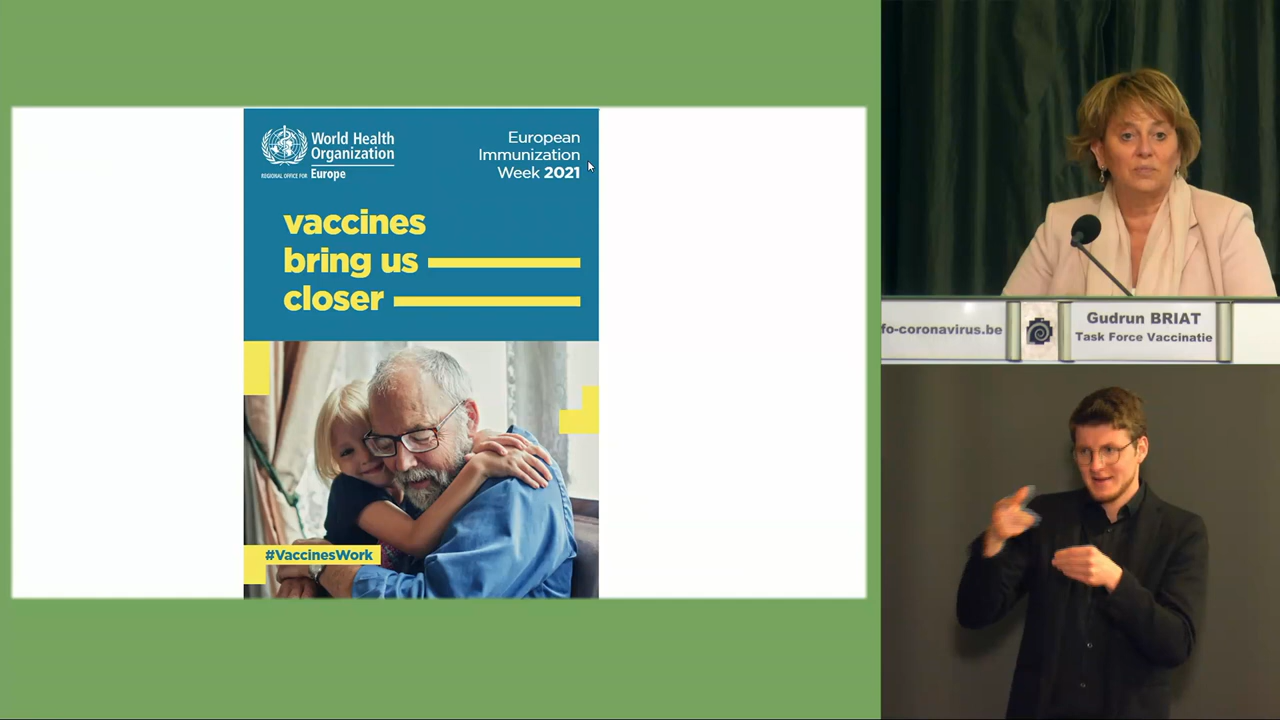 World Health
Organization
REGIONAL OFFICE FOR Europe
European
Immunization
Week 2021
vaccines
bring us
closer
#VaccinesWork
fo-coronavirus.be
Gudrun BRIAT
Task Force Vaccinatie